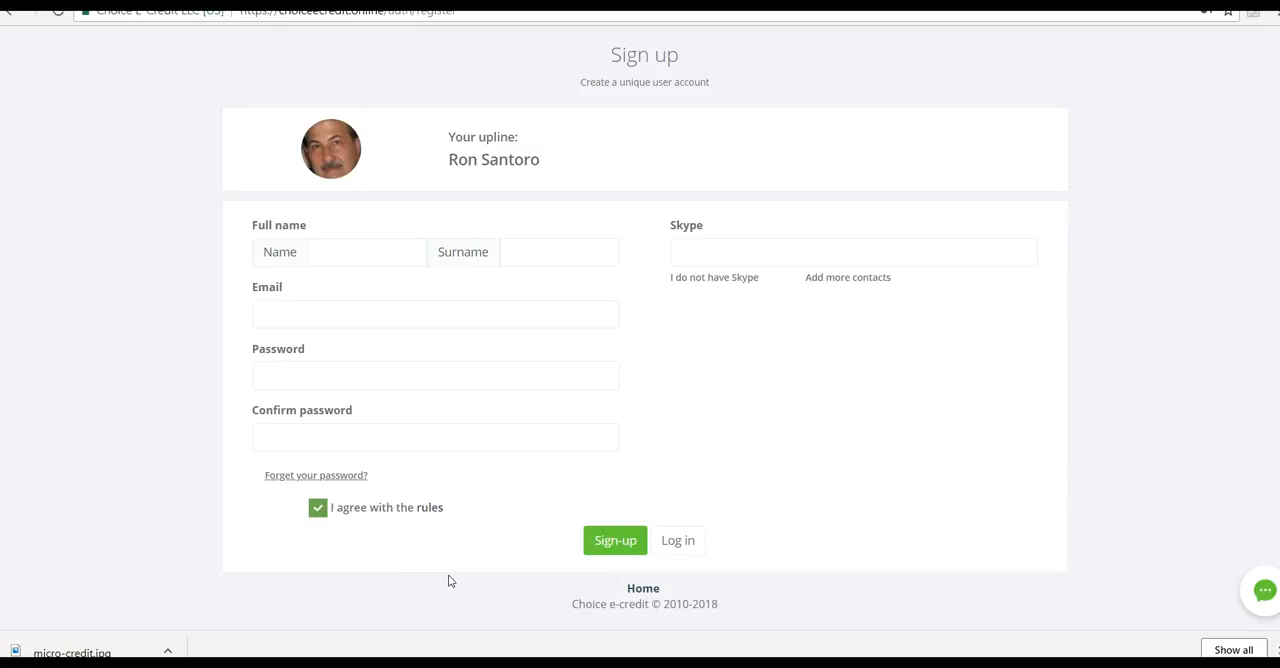 Choice E-Credit LLC [US] https://choiceecredit.online/auth/register
Sign up
Create a unique user account
Your upline:
Ron Santoro
Full name
Name
Surname
Skype
I do not have Skype
Add more contacts
Email
Password
Confirm password
Forget your password?
I agree with the rules
Sign-up
Log in
Home
Choice e-credit © 2010-2018
micro-credit.jpg
Show all